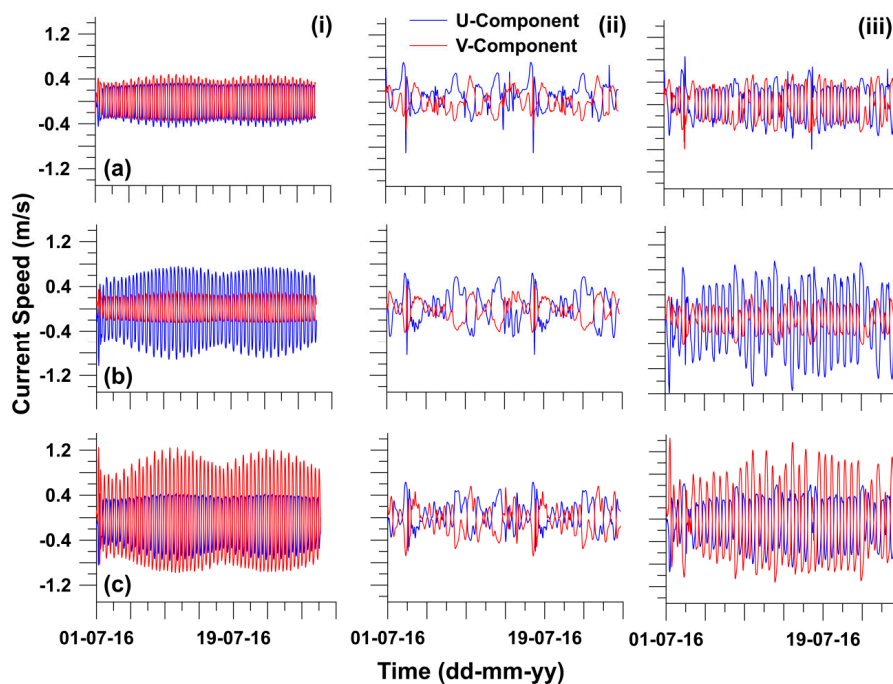 (i)
U-Component
V-Component
(ii)
(iii)
1.2
0.4
-0.4
-1.2
(a)
1.2
0.4
-0.4
-1.2
(b)
1.2
0.4
-0.4
-1.2
(c)
Current Speed (m/s)
01-07-16
19-07-16
01-07-16
19-07-16
01-07-16
19-07-16
Time (dd-mm-yy)